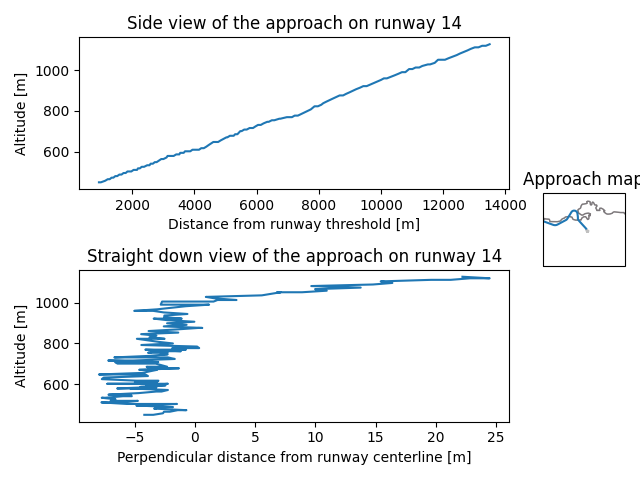 Side view of the approach on runway 14
Altitude [m]
1000
800
600
2000 4000 6000 8000 10000 12000 14000
Distance from runway threshold [m]
Approach map
Straight down view of the approach on runway 14
Altitude [m]
1000
800
600
−5 0 5 10 15 20 25
Perpendicular distance from runway centerline [m]